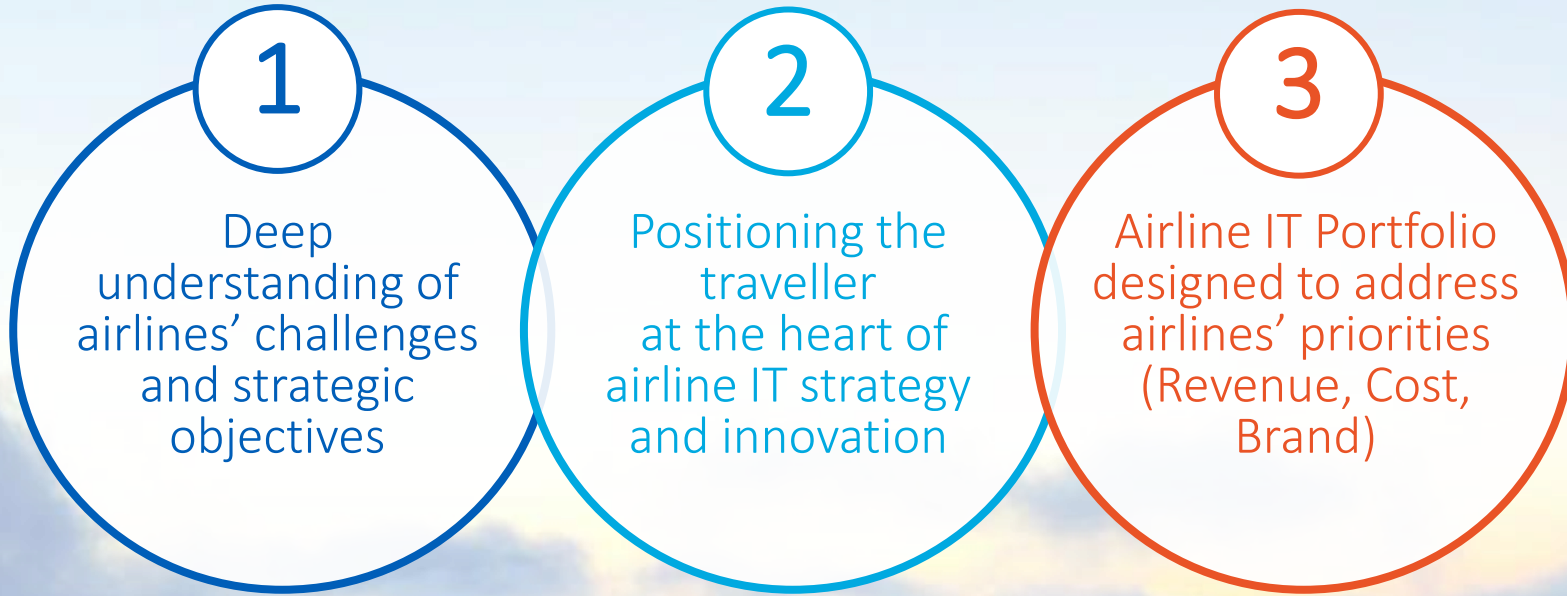 1
Deep
understanding of
airlines’ challenges
and strategic
objectives
2
Positioning the
traveller
at the heart of
airline IT strategy
and innovation
3
Airline IT Portfolio
designed to address
airlines’ priorities
(Revenue, Cost,
Brand)